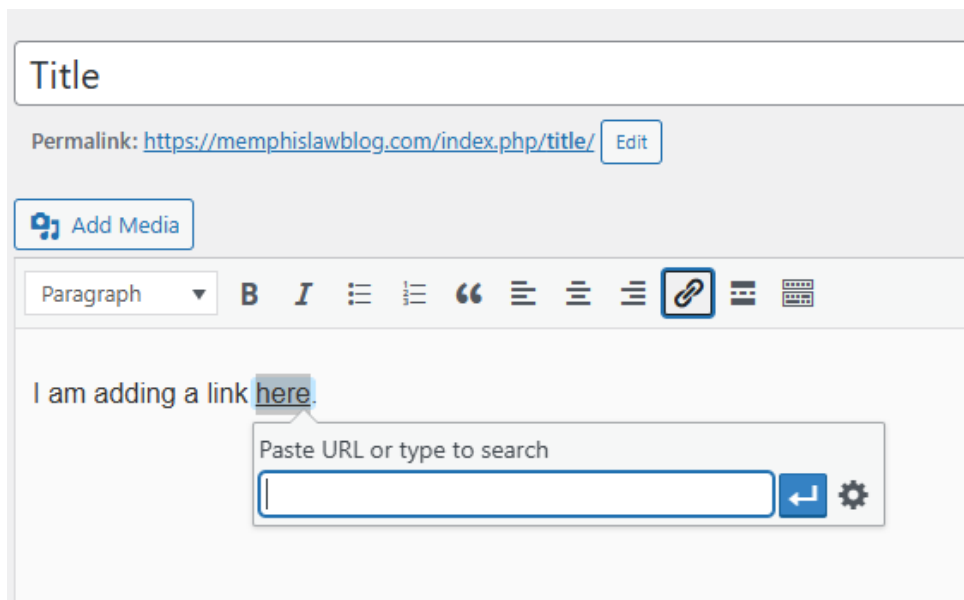 Title
Permalink: https://memphislawblog.com/index.php/title/ Edit
Add Media
Paragraph B I
I am adding a link here.
Paste URL or type to search